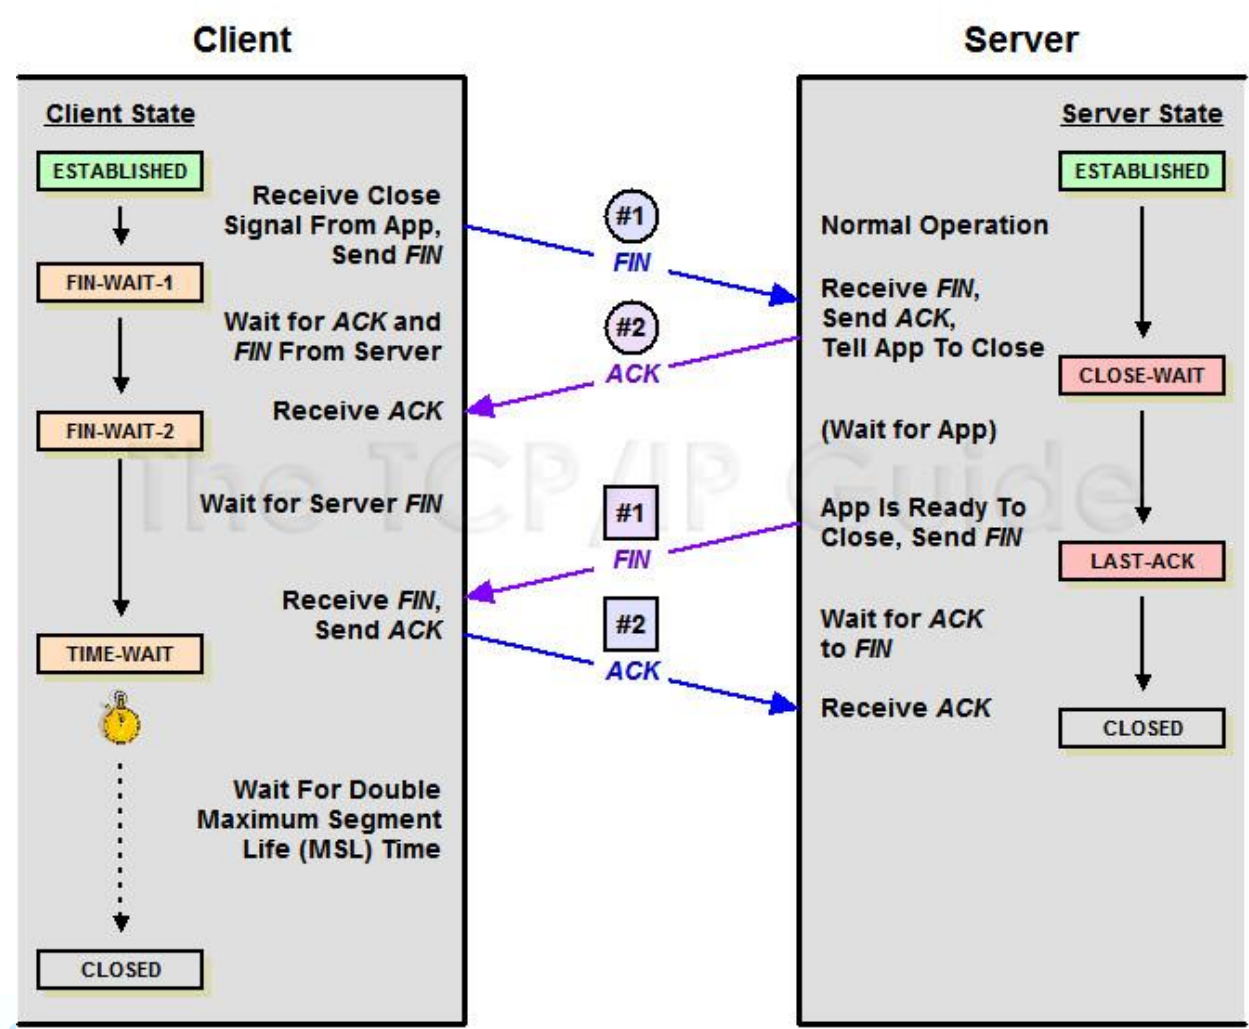 Client
Server
Client State
ESTABLISHED
Receive Close
Signal From App,
Send FIN
FIN-WAIT-1
Wait for ACK and
FIN From Server
Receive ACK
FIN-WAIT-2
Wait for Server FIN
Receive FIN,
Send ACK
TIME-WAIT
Wait For Double
Maximum Segment
Life (MSL) Time
CLOSED
#1
FIN
#2
ACK
#1
FIN
#2
ACK
Server State
ESTABLISHED
Normal Operation
Receive FIN,
Send ACK,
Tell App To Close
CLOSE-WAIT
(Wait for App)
App Is Ready To
Close, Send FIN
LAST-ACK
Wait for ACK
to FIN
Receive ACK
CLOSED
The TCP/IP Guide